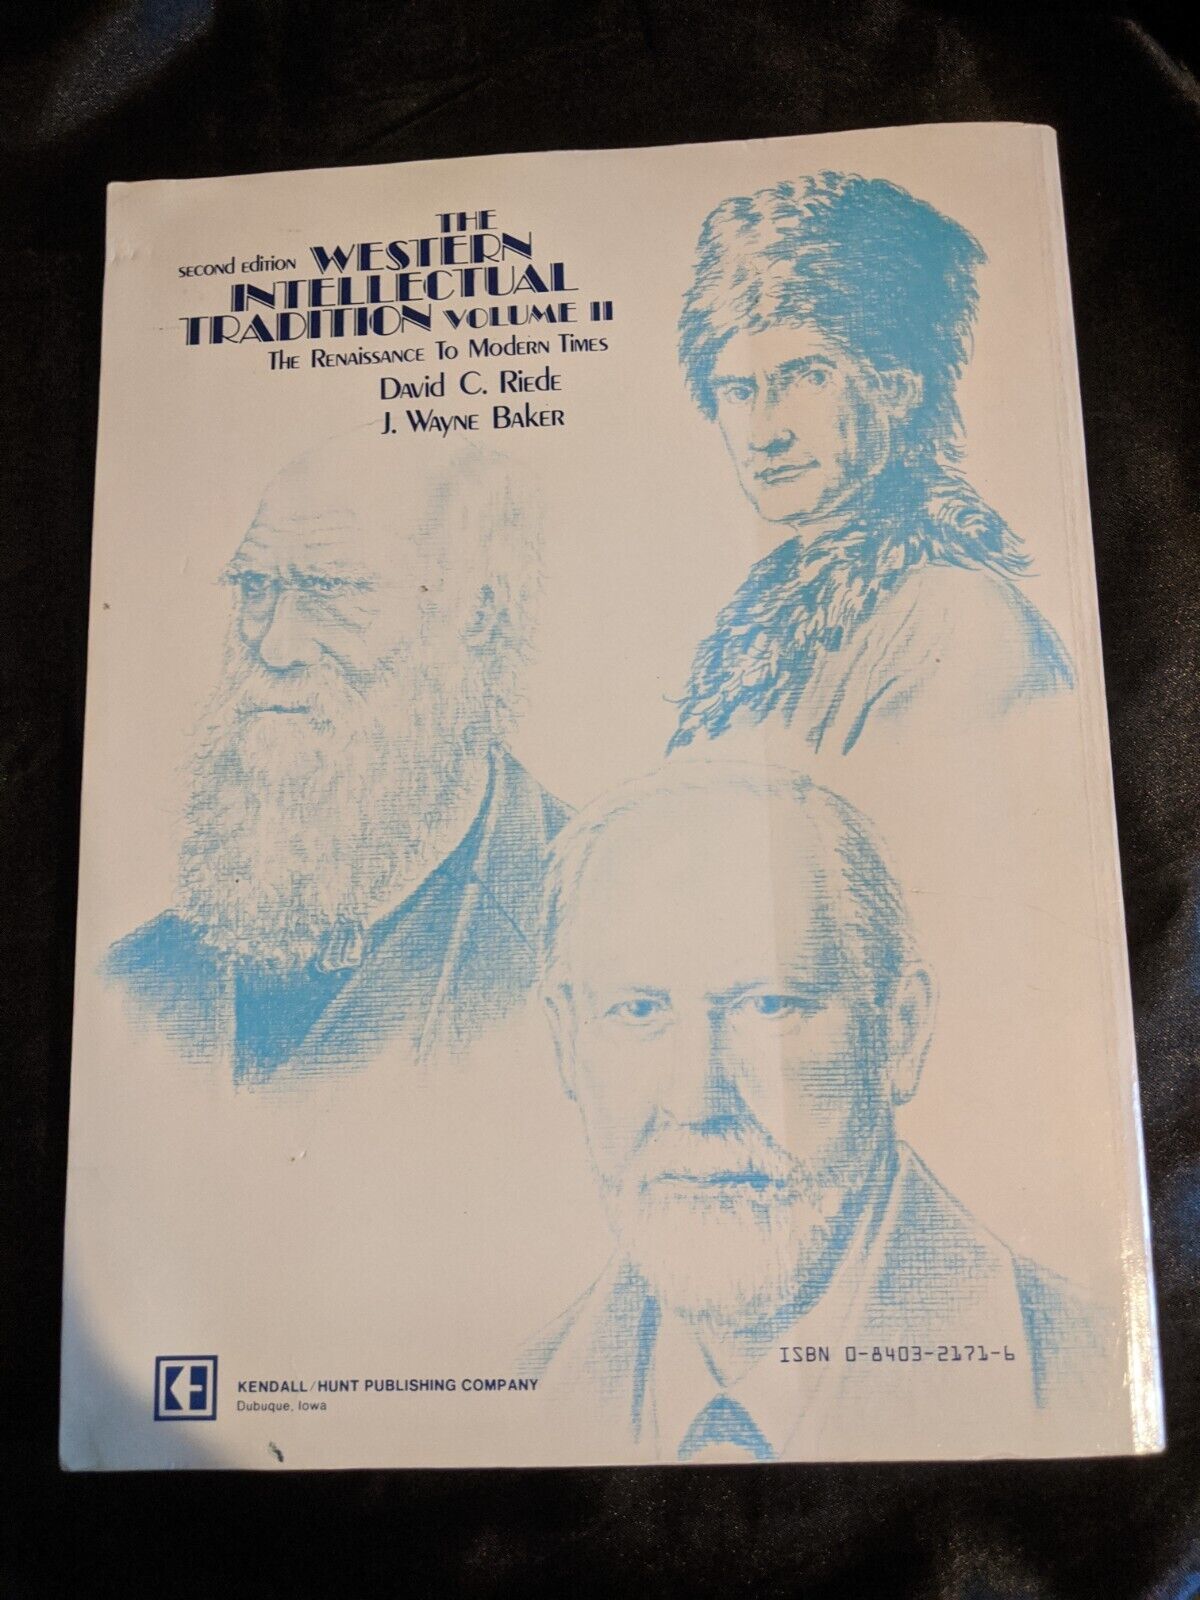 THE
SECOND EDITION WESTERN
INTELLECTUAL
TRADITION VOLUME II
THE RENAISSANCE TO MODERN TIMES
DAVID C. RIEDE
J. WAYNE BAKER
ISBN 0-8403-2171-6
KENDALL/HUNT PUBLISHING COMPANY
Dubuque, Iowa